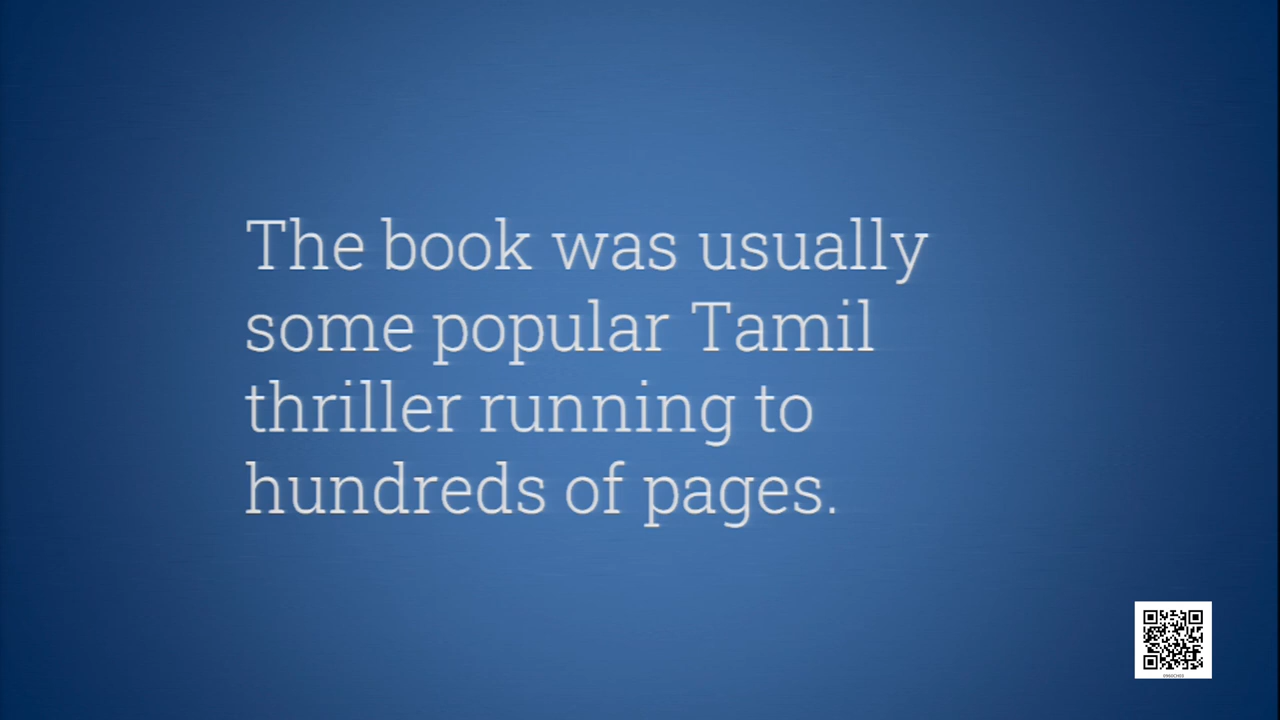 The book was usually
some popular Tamil
thriller running to
hundreds of pages.